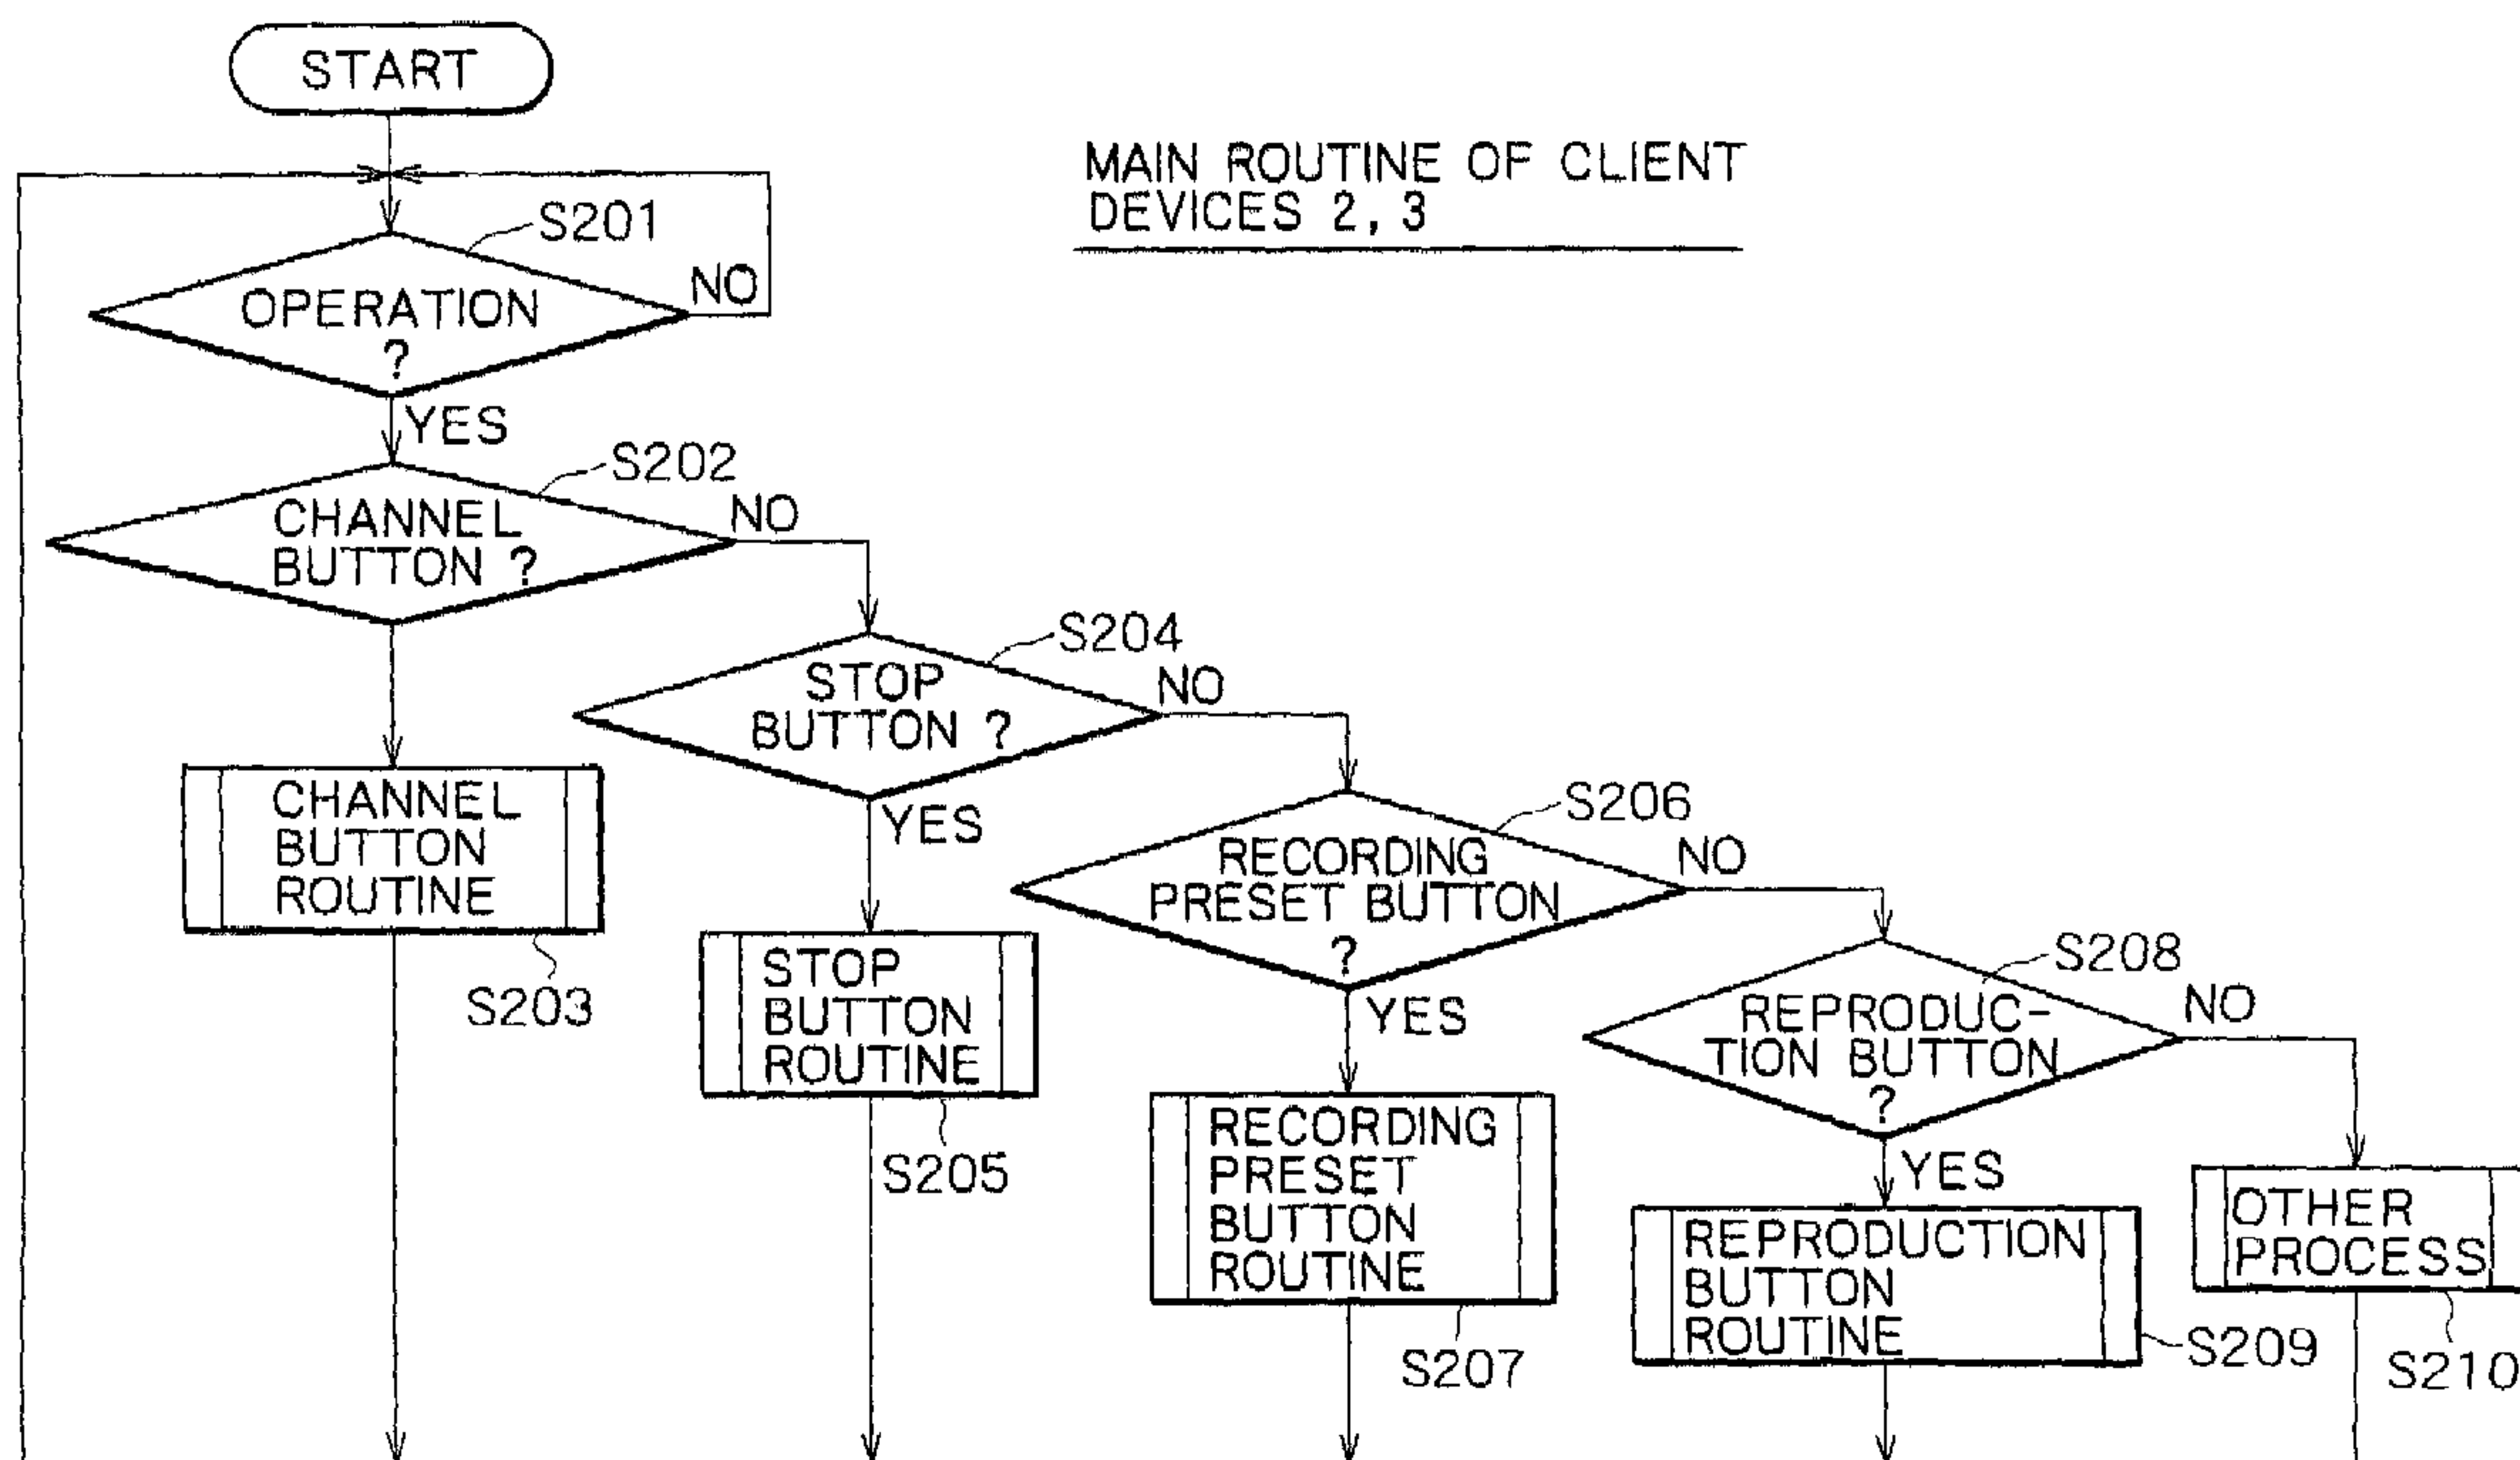 START
MAIN ROUTINE OF CLIENT
DEVICES 2, 3
S201
OPERATION
?
NO
YES
S202
CHANNEL
BUTTON ?
NO
S204
STOP
BUTTON ?
NO
YES
CHANNEL
BUTTON
ROUTINE
S203
S206
RECORDING
PRESET BUTTON
?
NO
YES
STOP
BUTTON
ROUTINE
S205
S208
REPRODUC-
TION BUTTON
?
NO
YES
RECORDING
PRESET
BUTTON
ROUTINE
S207
REPRODUCTION
BUTTON
ROUTINE
S209
OTHER
PROCESS
S210